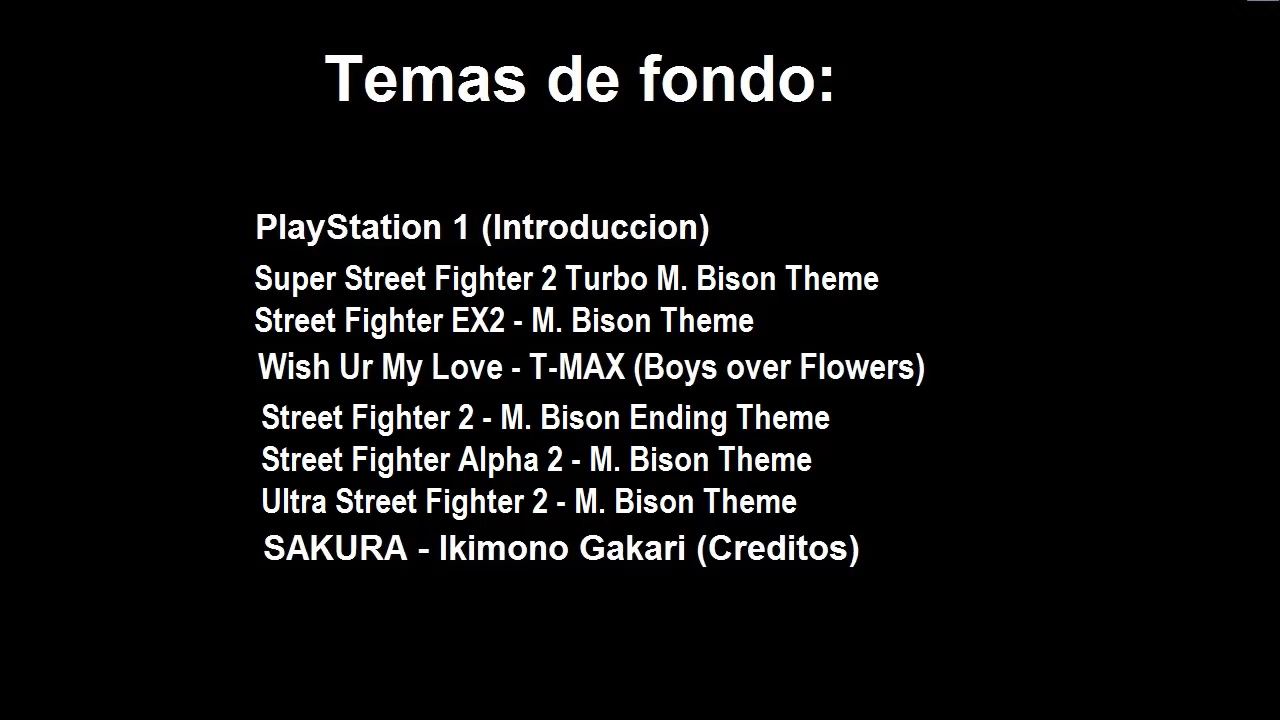 Temas de fondo:
PlayStation 1 (Introduccion)
Super Street Fighter 2 Turbo M. Bison Theme
Street Fighter EX2 - M. Bison Theme
Wish Ur My Love - T-MAX (Boys over Flowers)
Street Fighter 2 - M. Bison Ending Theme
Street Fighter Alpha 2 - M. Bison Theme
Ultra Street Fighter 2 - M. Bison Theme
SAKURA - Ikimono Gakari (Creditos)